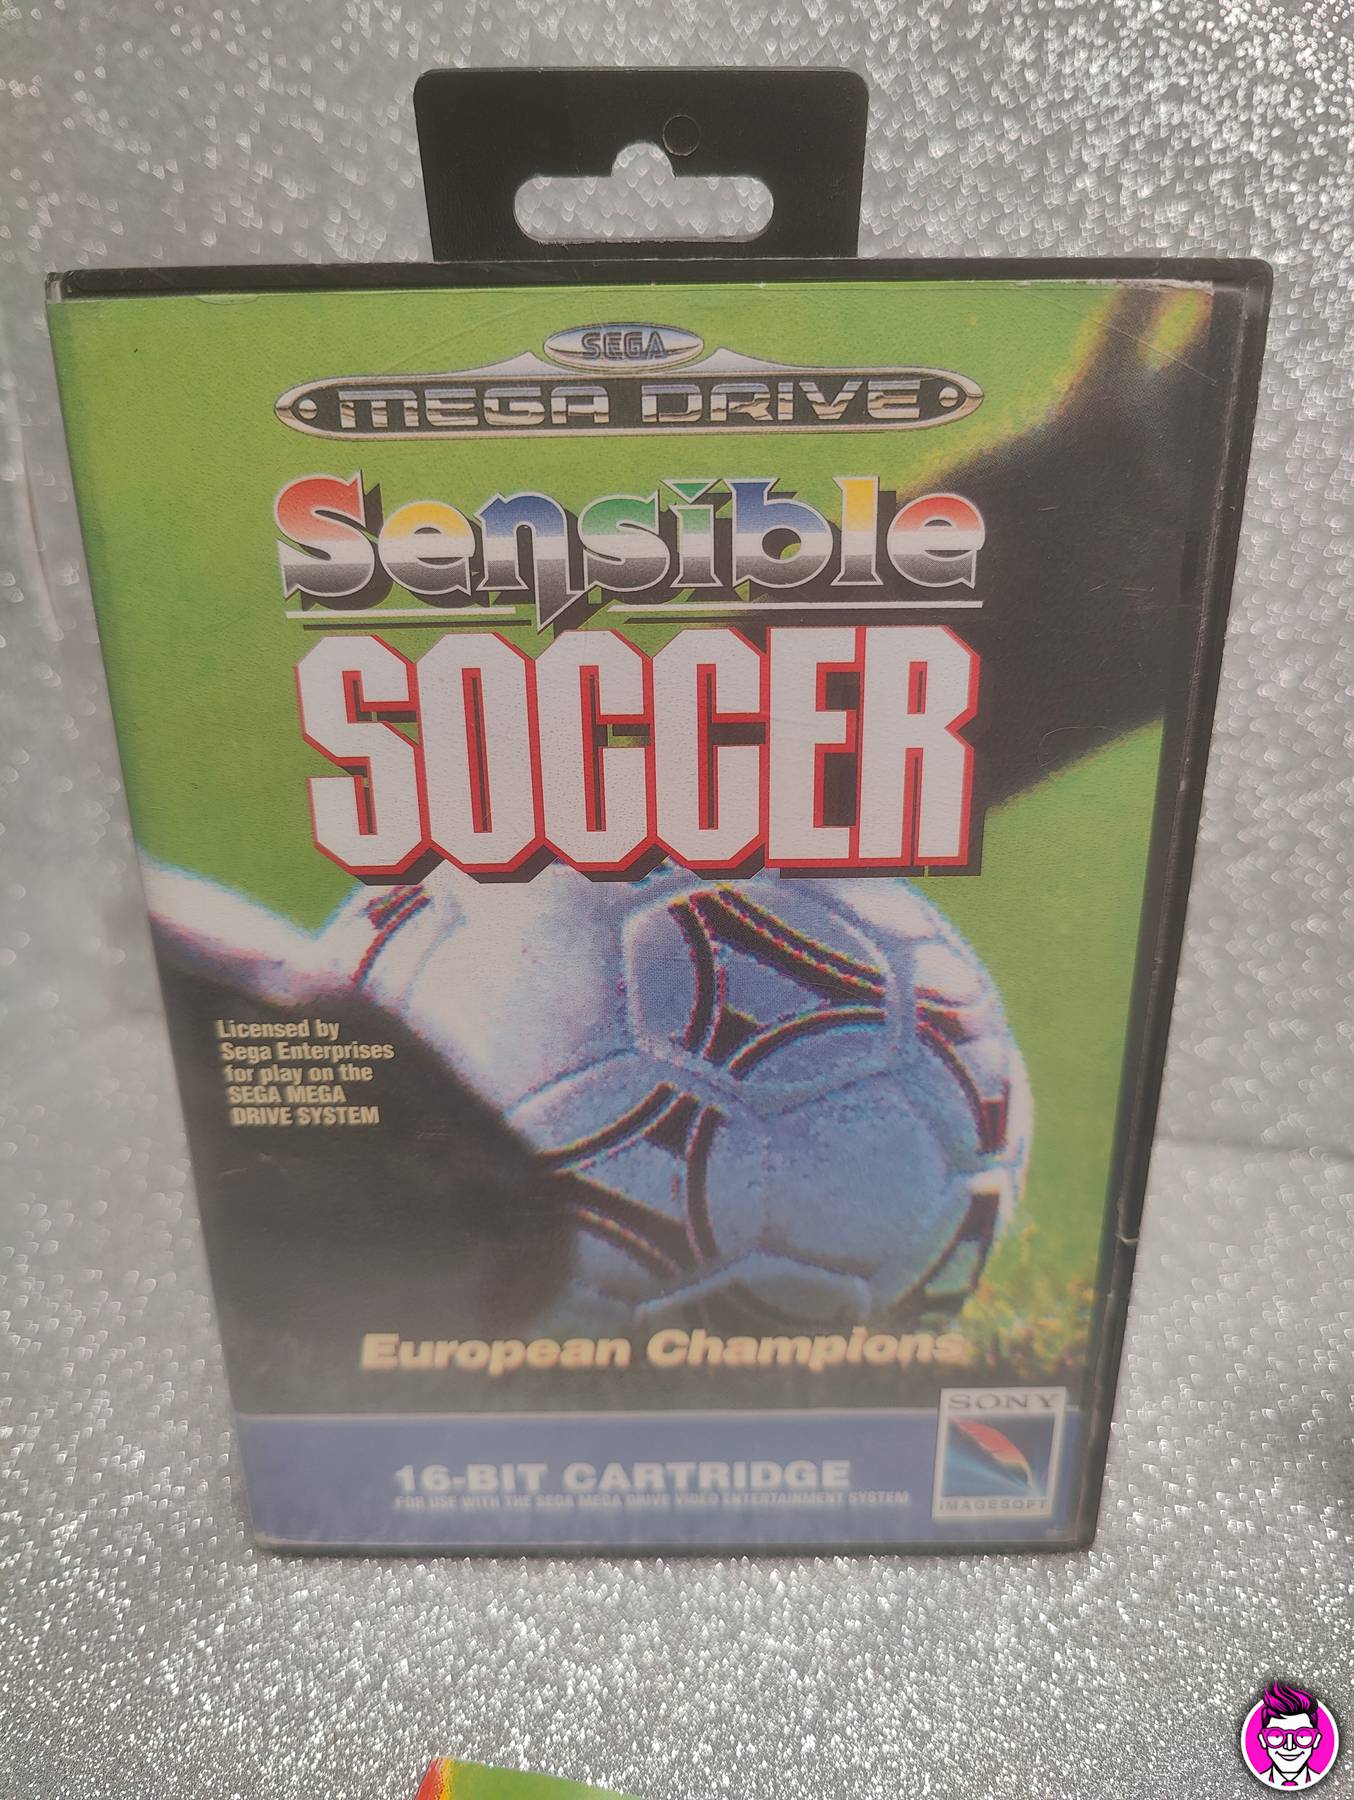 SEGA
MEGA DRIVE
Sensible
SOCCER
Licensed by
Sega Enterprises
for play on the
SEGA MEGA
DRIVE SYSTEM
European Champions
SONY
IMAGESOFT
16-BIT CARTRIDGE
FOR USE WITH THE SEGA MEGA DRIVE VIDEO ENTERTAINMENT SYSTEM